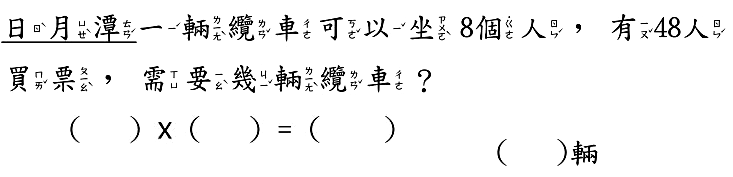 日月潭一輛纜車可以坐8個人，有48人
買票，需要幾輛纜車？
(　　) X (　　) = (　　)
(　　)輛